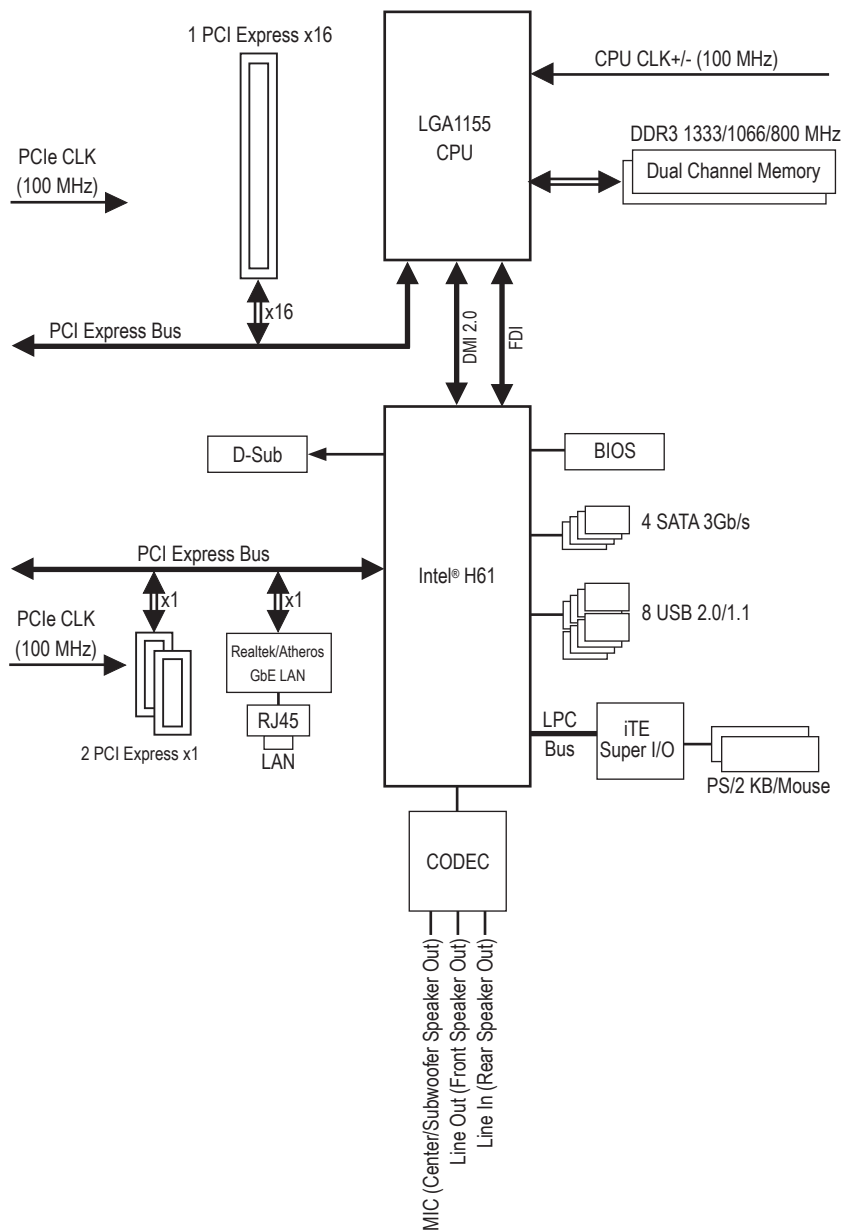 1 PCI Express x16
CPU CLK+/- (100 MHz)
LGA1155
CPU
DDR3 1333/1066/800 MHz
Dual Channel Memory
PCIe CLK
(100 MHz)
x16
PCI Express Bus
DMI 2.0
FDI
D-Sub
BIOS
4 SATA 3Gb/s
PCI Express Bus
Intel® H61
x1
x1
8 USB 2.0/1.1
PCIe CLK
(100 MHz)
Realtek/Atheros
GbE LAN
RJ45
LAN
2 PCI Express x1
LPC
Bus
iTE
Super I/O
PS/2 KB/Mouse
CODEC
MIC (Center/Subwoofer Speaker Out)
Line Out (Front Speaker Out)
Line In (Rear Speaker Out)